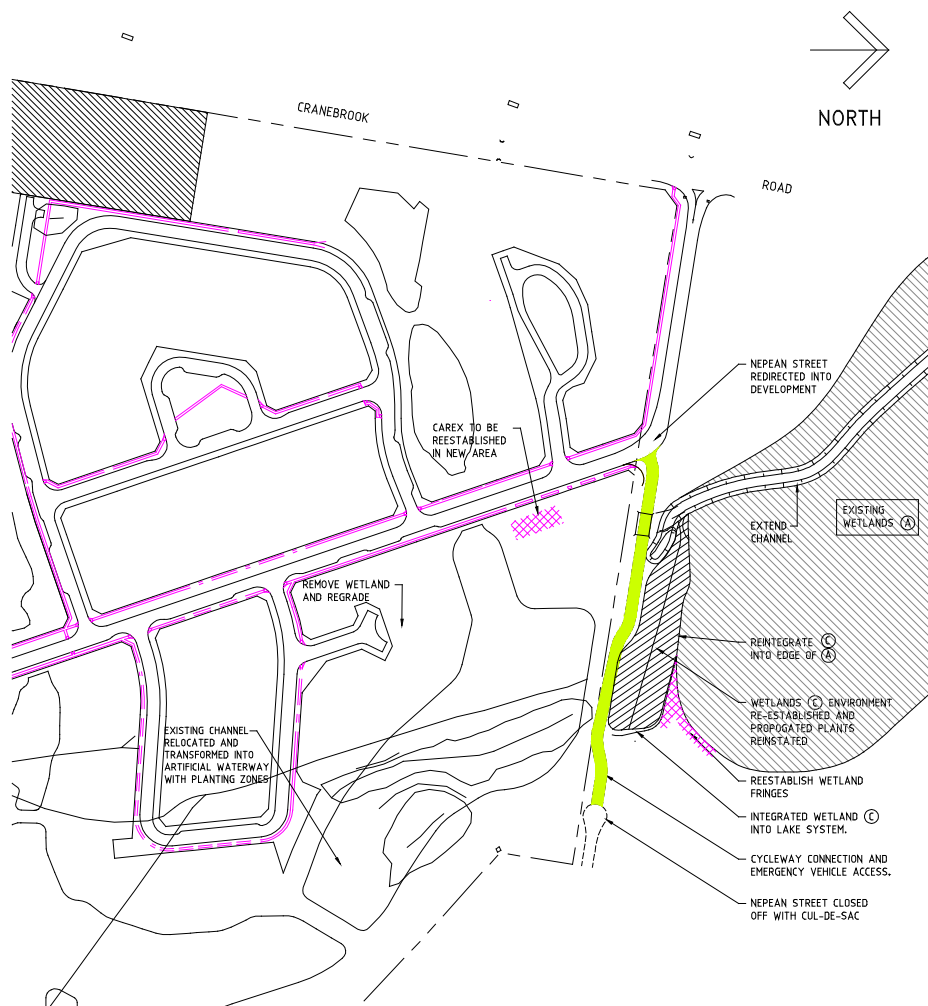 CRANEBROOK
NORTH
ROAD
NEPEAN STREET
REDIRECTED INTO
DEVELOPMENT
CAREX TO BE
REESTABLISHED
IN NEW AREA
EXISTING
WETLANDS A
EXTEND
CHANNEL
REMOVE WETLAND
AND REGRADE
REINTEGRATE C
INTO EDGE OF A
WETLANDS C ENVIRONMENT
RE-ESTABLISHED AND
PROPOGATED PLANTS
REINSTATED
EXISTING CHANNEL
RELOCATED AND
TRANSFORMED INTO
ARTIFICIAL WATERWAY
WITH PLANTING ZONES
REESTABLISH WETLAND
FRINGES
INTEGRATED WETLAND C
INTO LAKE SYSTEM.
CYCLEWAY CONNECTION AND
EMERGENCY VEHICLE ACCESS.
NEPEAN STREET CLOSED
OFF WITH CUL-DE-SAC